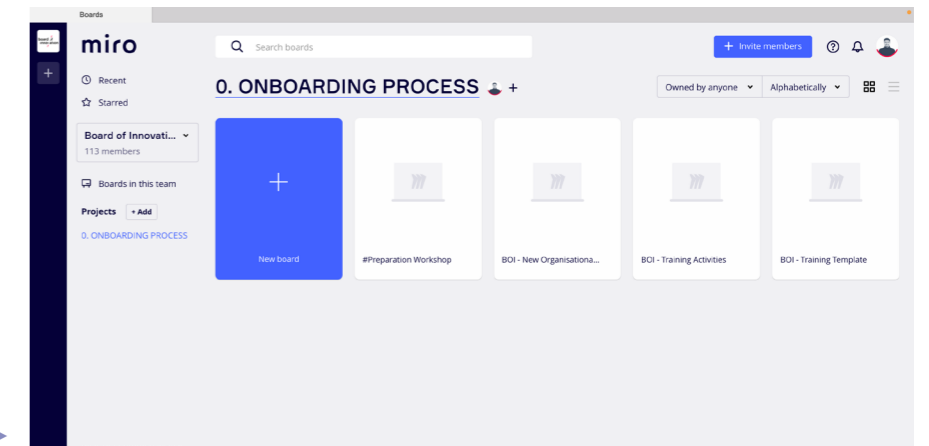 Boards
miro
Search boards
+ Invite members
Recent
Starred
0. ONBOARDING PROCESS
+
Owned by anyone
Alphabetically
Board of Innovati...
113 members
Boards in this team
Projects
+ Add
0. ONBOARDING PROCESS
New board
#Preparation Workshop
BOI - New Organisationa...
BOI - Training Activities
BOI - Training Template